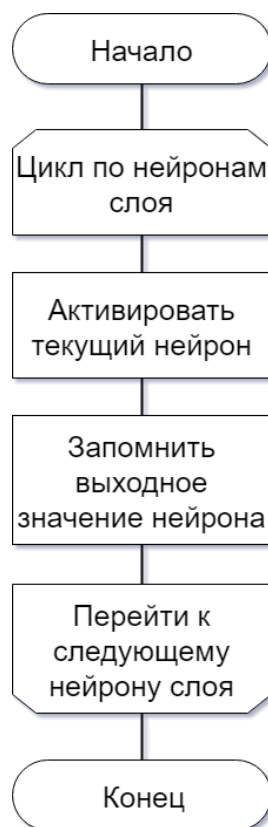 Начало
Цикл по нейронам
слоя
Активировать
текущий нейрон
Запомнить
выходное
значение нейрона
Перейти к
следующему
нейрону слоя
Конец